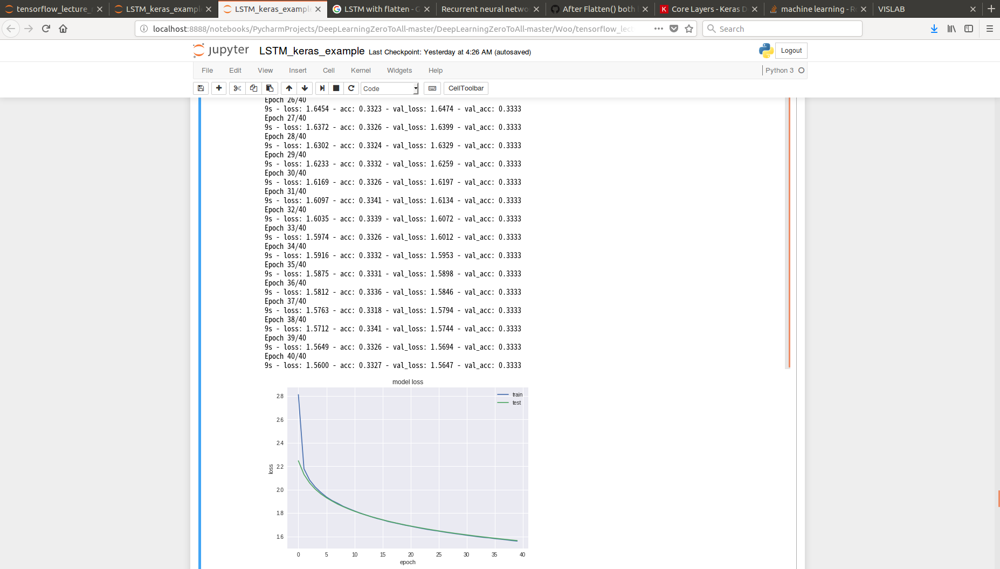 tensorflow_lecture_
LSTM_keras_example
LSTM_keras_example
LSTM with flatten - G
Recurrent neural netwo
After Flatten() both
Core Layers - Keras D
machine learning - R
VISLAB
localhost:8888/notebooks/PycharmProjects/DeepLearningZeroToAll-master/DeepLearningZeroToAll-master/Woo/tensorflow_lect
Search
jupyter LSTM_keras_example Last Checkpoint: Yesterday at 4:26 AM (autosaved)
Logout
File Edit View Insert Cell Kernel Widgets Help
Python 3
Code
CellToolbar
Epoch 26/40
9s - loss: 1.6454 - acc: 0.3323 - val_loss: 1.6474 - val_acc: 0.3333
Epoch 27/40
9s - loss: 1.6372 - acc: 0.3326 - val_loss: 1.6399 - val_acc: 0.3333
Epoch 28/40
9s - loss: 1.6302 - acc: 0.3324 - val_loss: 1.6329 - val_acc: 0.3333
Epoch 29/40
9s - loss: 1.6233 - acc: 0.3332 - val_loss: 1.6259 - val_acc: 0.3333
Epoch 30/40
9s - loss: 1.6169 - acc: 0.3326 - val_loss: 1.6197 - val_acc: 0.3333
Epoch 31/40
9s - loss: 1.6097 - acc: 0.3341 - val_loss: 1.6134 - val_acc: 0.3333
Epoch 32/40
9s - loss: 1.6035 - acc: 0.3339 - val_loss: 1.6072 - val_acc: 0.3333
Epoch 33/40
9s - loss: 1.5974 - acc: 0.3326 - val_loss: 1.6012 - val_acc: 0.3333
Epoch 34/40
9s - loss: 1.5916 - acc: 0.3332 - val_loss: 1.5953 - val_acc: 0.3333
Epoch 35/40
9s - loss: 1.5875 - acc: 0.3331 - val_loss: 1.5898 - val_acc: 0.3333
Epoch 36/40
9s - loss: 1.5812 - acc: 0.3336 - val_loss: 1.5846 - val_acc: 0.3333
Epoch 37/40
9s - loss: 1.5763 - acc: 0.3318 - val_loss: 1.5794 - val_acc: 0.3333
Epoch 38/40
9s - loss: 1.5712 - acc: 0.3341 - val_loss: 1.5744 - val_acc: 0.3333
Epoch 39/40
9s - loss: 1.5649 - acc: 0.3326 - val_loss: 1.5694 - val_acc: 0.3333
Epoch 40/40
9s - loss: 1.5600 - acc: 0.3327 - val_loss: 1.5647 - val_acc: 0.3333
model loss
train
test
2.8
2.6
2.4
2.2
2.0
1.8
1.6
loss
0 5 10 15 20 25 30 35 40
epoch